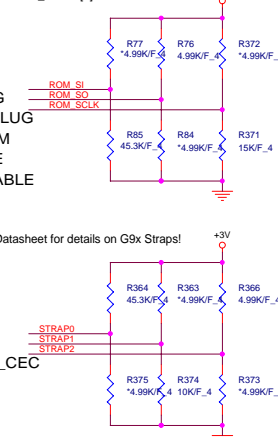 R77
R76
R372
*4.99K/F_4
4.99K/F_4
*4.99K/F_4
ROM_SI
ROM_SO
ROM_SCLK
LUG
R85
R84
R371
45.3K/F_4
*4.99K/F_4
15K/F_4
ABLE
Datasheet for details on G9x Straps!
+3V
R364
R363
R366
45.3K/F_4
*4.99K/F_4
4.99K/F_4
STRAP0
STRAP1
STRAP2
_CEC
R375
R374
R373
*4.99K/F_4
10K/F_4
*4.99K/F_4